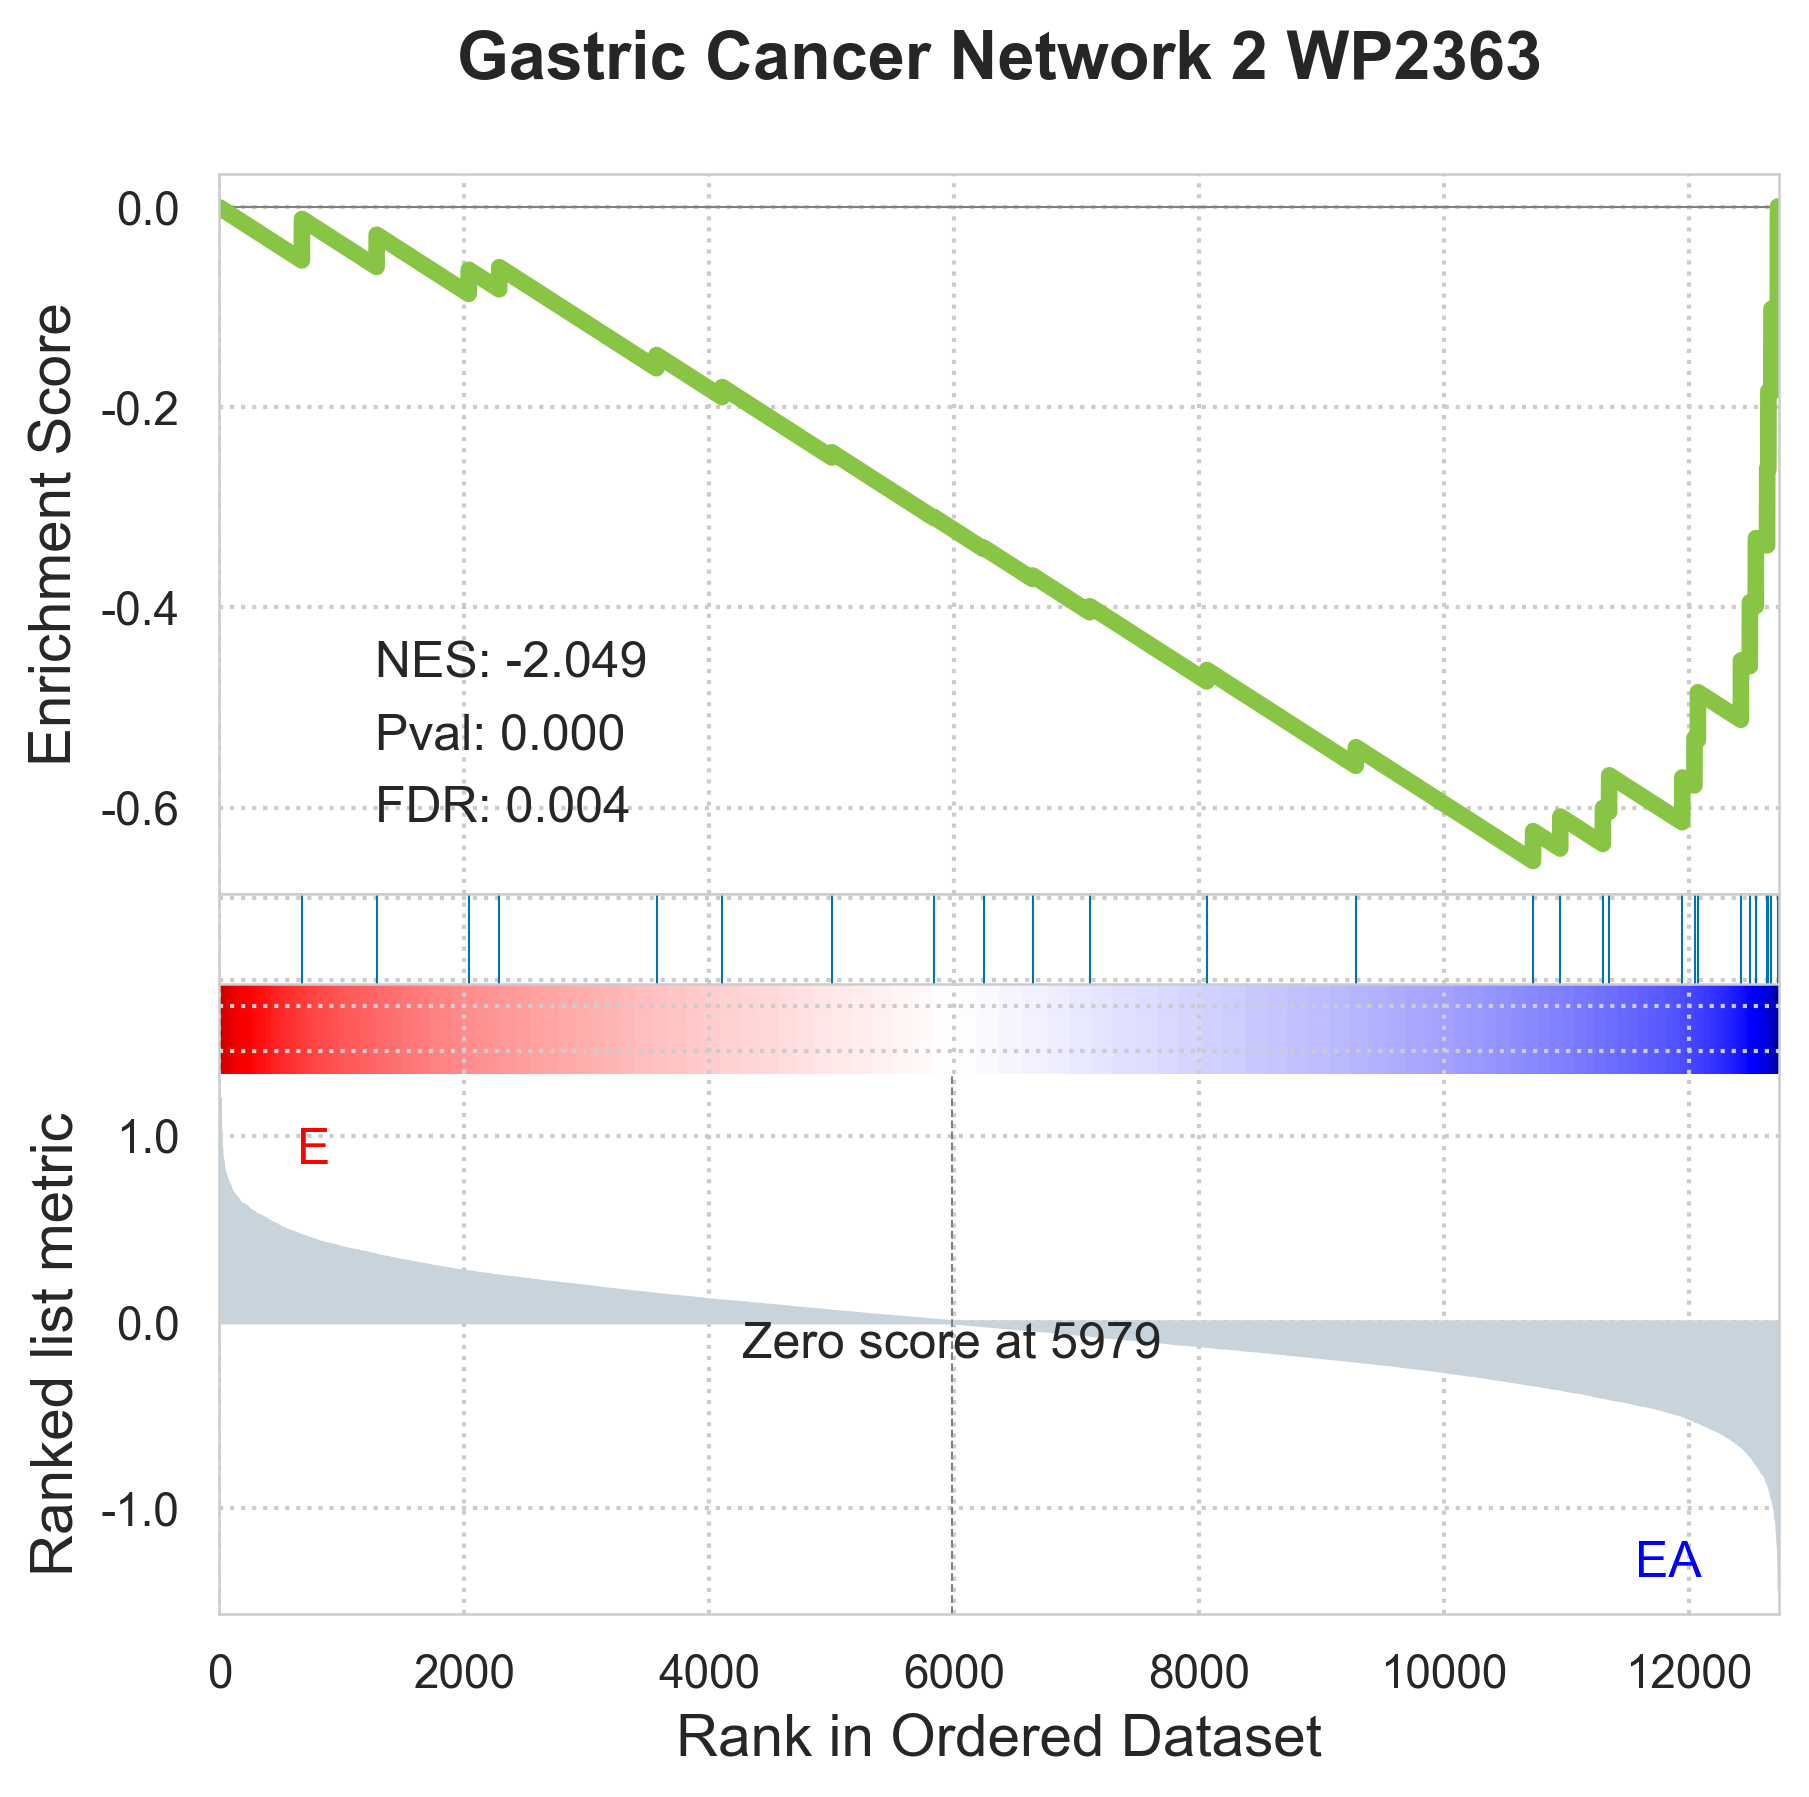 Gastric Cancer Network 2 WP2363
Enrichment Score
0.0
-0.2
-0.4
-0.6
NES: -2.049
Pval: 0.000
FDR: 0.004
Ranked list metric
1.0
0.0
-1.0
E
Zero score at 5979
EA
0 2000 4000 6000 8000 10000 12000
Rank in Ordered Dataset